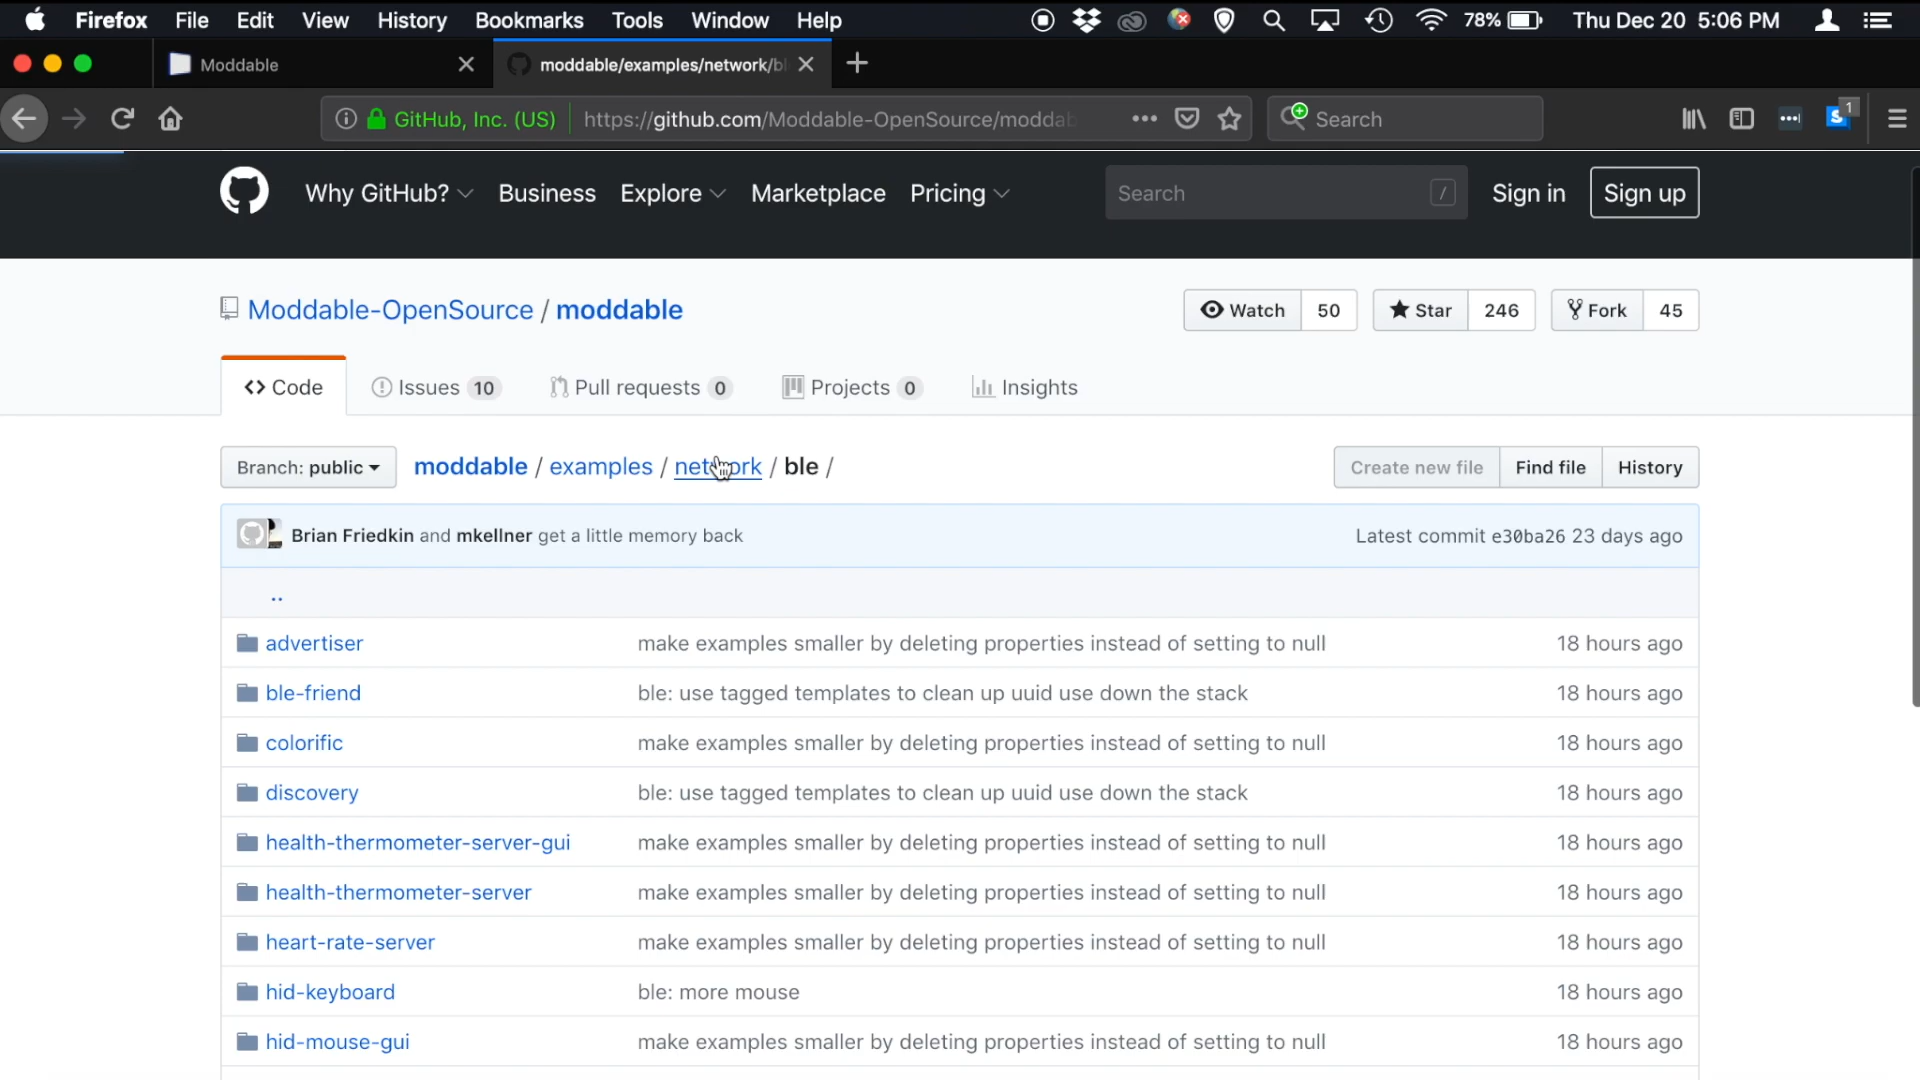 Firefox File Edit View History Bookmarks Tools Window Help 78% Thu Dec 20 5:06 PM
Moddable moddable/examples/network/bl
GitHub, Inc. (US) https://github.com/Moddable-OpenSource/moddab Search S 1
Why GitHub? Business Explore Marketplace Pricing Search / Sign in Sign up
Moddable-OpenSource / moddable Watch 50 Star 246 Fork 45
<> Code Issues 10 Pull requests 0 Projects 0 Insights
Branch: public moddable / examples / network / ble / Create new file Find file History
Brian Friedkin and mkellner get a little memory back Latest commit e30ba26 23 days ago
..
advertiser make examples smaller by deleting properties instead of setting to null 18 hours ago
ble-friend ble: use tagged templates to clean up uuid use down the stack 18 hours ago
colorific make examples smaller by deleting properties instead of setting to null 18 hours ago
discovery ble: use tagged templates to clean up uuid use down the stack 18 hours ago
health-thermometer-server-gui make examples smaller by deleting properties instead of setting to null 18 hours ago
health-thermometer-server make examples smaller by deleting properties instead of setting to null 18 hours ago
heart-rate-server make examples smaller by deleting properties instead of setting to null 18 hours ago
hid-keyboard ble: more mouse 18 hours ago
hid-mouse-gui make examples smaller by deleting properties instead of setting to null 18 hours ago